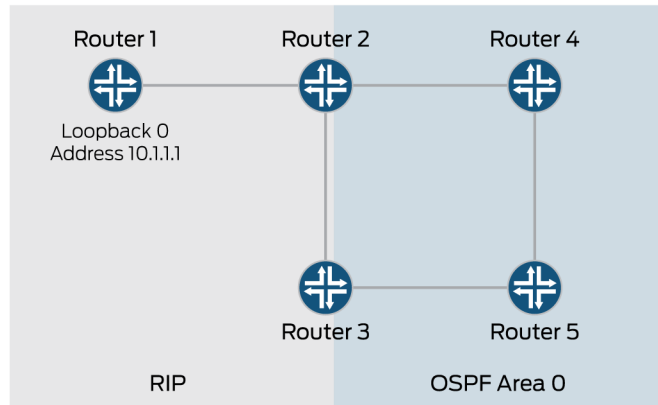 Router 1
Router 2
Router 4
Loopback 0
Address 10.1.1.1
Router 3
Router 5
RIP
OSPF Area 0